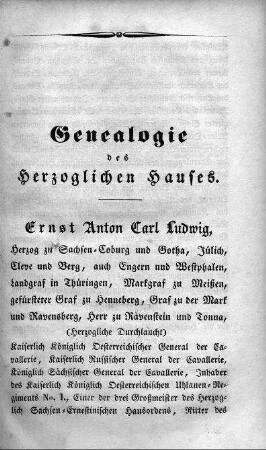 Genealogie
des
Herzoglichen Hauses.
Ernst Anton Carl Ludwig,
Herzog zu Sachsen-Coburg und Gotha, Jülich,
Cleve und Berg, auch Engern und Westphalen,
Landgraf in Thüringen, Markgraf zu Meißen,
gefürsteter Graf zu Henneberg, Graf zu der Mark
und Ravensberg, Herr zu Ravenstein und Tonna,
(Herzogliche Durchlaucht)
Kaiserlich Königlich Oesterreichischer General der Ca-
vallerie, Kaiserlich Russischer General der Cavallerie,
Königlich Sächsischer General der Cavallerie, Inhaber
des Kaiserlich Königlich Oesterreichischen Uhlanen-Re-
giments No. 1, Einer der drei Großmeister des Herzog-
lich Sachsen-Ernestinischen Hausordens, Ritter des